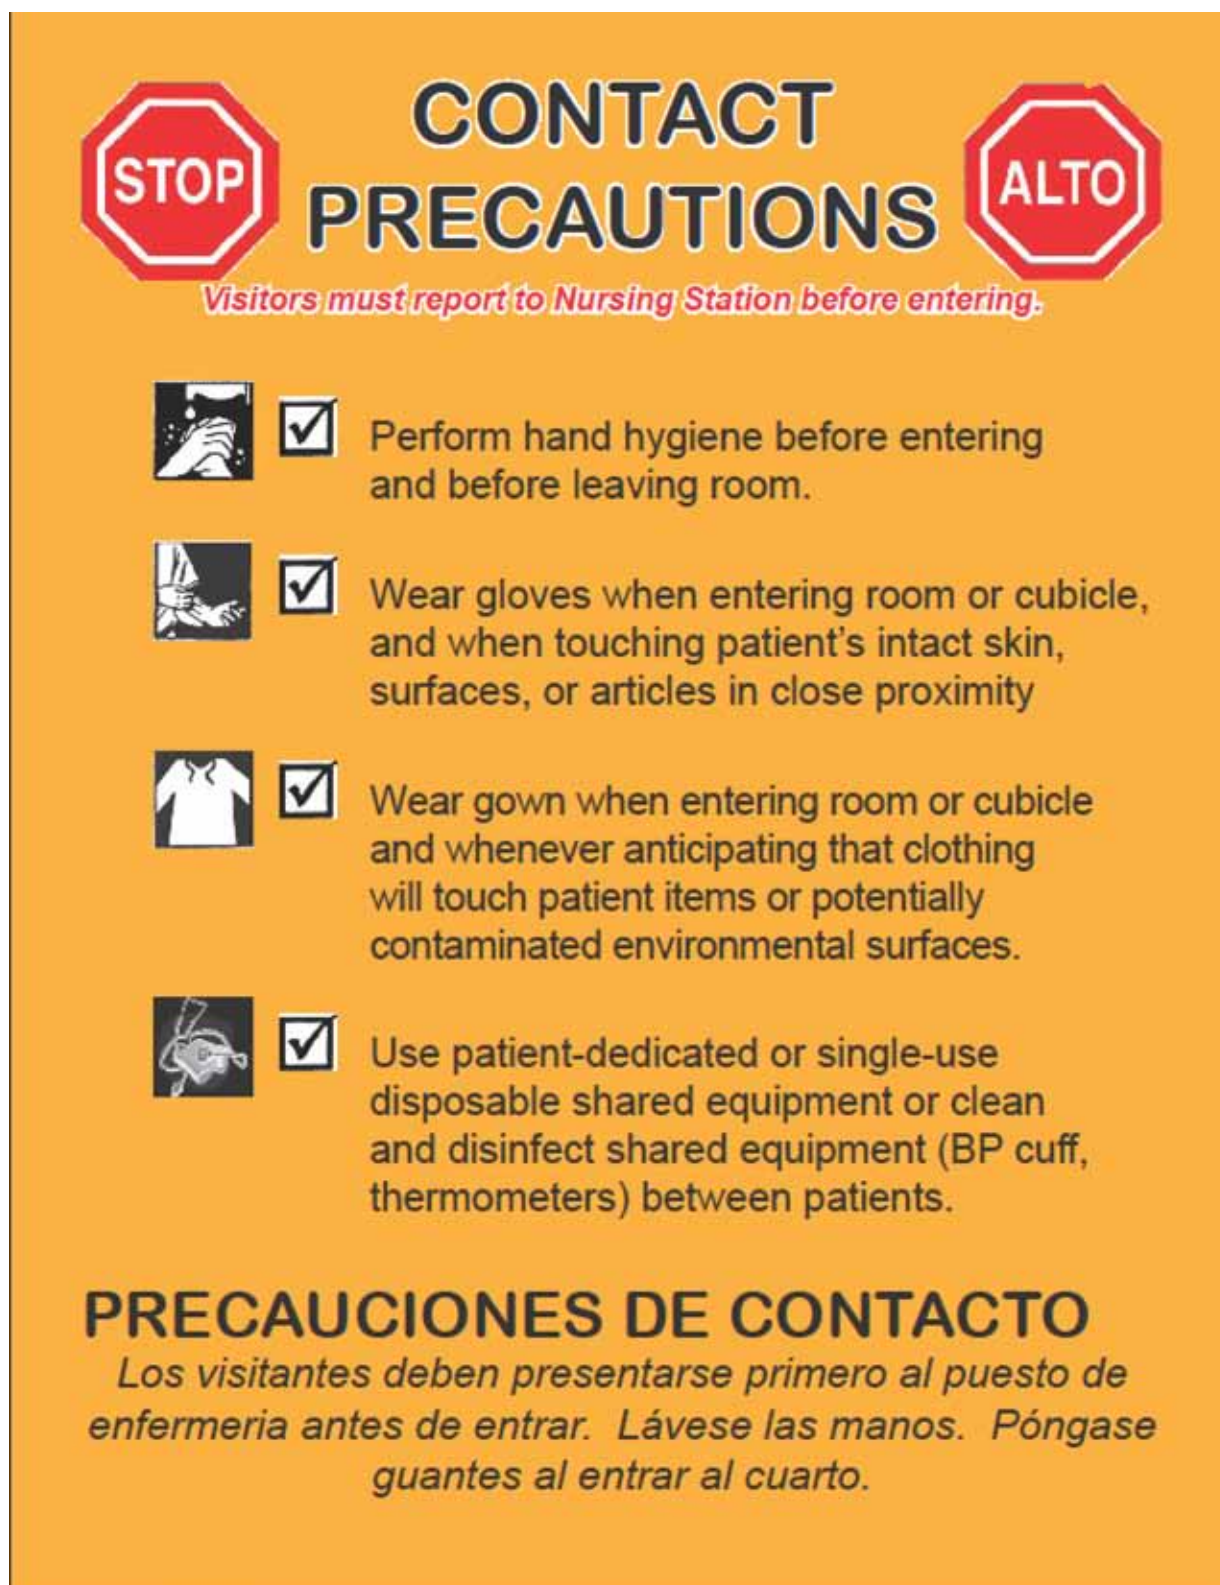 STOP
CONTACT
PRECAUTIONS
ALTO
Visitors must report to Nursing Station before entering.
Perform hand hygiene before entering
and before leaving room.
Wear gloves when entering room or cubicle,
and when touching patient's intact skin,
surfaces, or articles in close proximity
Wear gown when entering room or cubicle
and whenever anticipating that clothing
will touch patient items or potentially
contaminated environmental surfaces.
Use patient-dedicated or single-use
disposable shared equipment or clean
and disinfect shared equipment (BP cuff,
thermometers) between patients.
PRECAUCIONES DE CONTACTO
Los visitantes deben presentarse primero al puesto de
enfermeria antes de entrar.  Lávese las manos.  Póngase
guantes al entrar al cuarto.